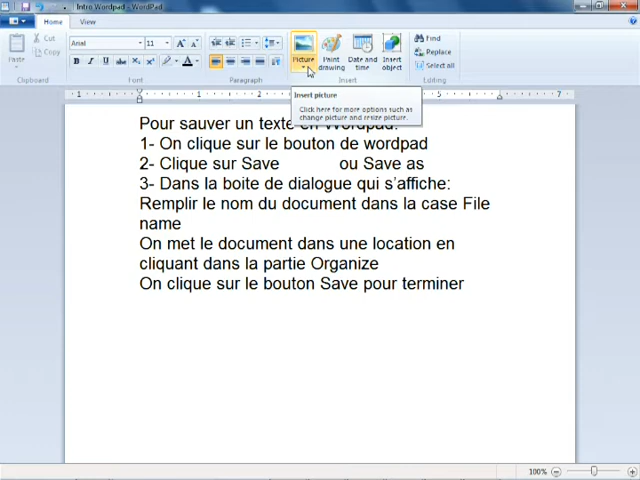 Intro Wordpad - WordPad
Home View
Cut
Copy
Paste
Clipboard
Arial 11
Font
Paragraph
Picture
Paint drawing
Date and time
Insert object
Insert
Find
Replace
Select all
Editing
Insert picture
Click here for more options such as
change picture and resize picture.
1 1 2 5 7
Pour sauver un texte en Wordpad:
1- On clique sur le bouton de wordpad
2- Clique sur Save ou Save as
3- Dans la boite de dialogue qui s'affiche:
Remplir le nom du document dans la case File
name
On met le document dans une location en
cliquant dans la partie Organize
On clique sur le bouton Save pour terminer
100%